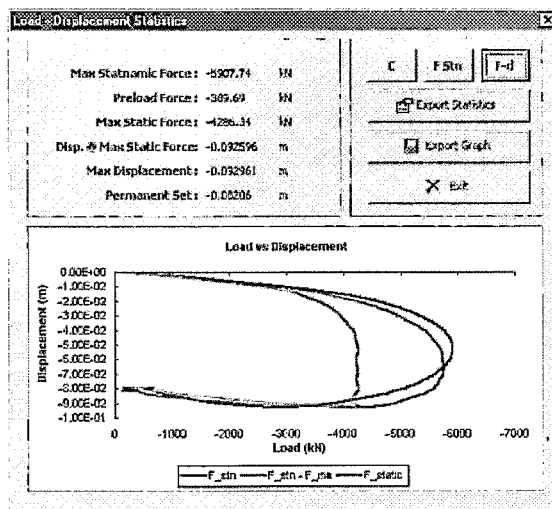 Load - Displacement Statistics
Max Statnamic Force: -5907.74 kN
Preload Force: -389.69 kN
Max Static Force: -4286.34 kN
Disp. @ Max Static Force: -0.092596 m
Max Displacement: -0.092961 m
Permanent Set: -0.08206 m
C F Stn F-d
Export Statistics
Export Graph
Exit
Load vs Displacement
Displacement (m)
0.00E+00
-1.00E-02
-2.00E-02
-3.00E-02
-4.00E-02
-5.00E-02
-6.00E-02
-7.00E-02
-8.00E-02
-9.00E-02
-1.00E-01
0 -1000 -2000 -3000 -4000 -5000 -6000 -7000
Load (kN)
F_stn F_stn - F_ma F_static